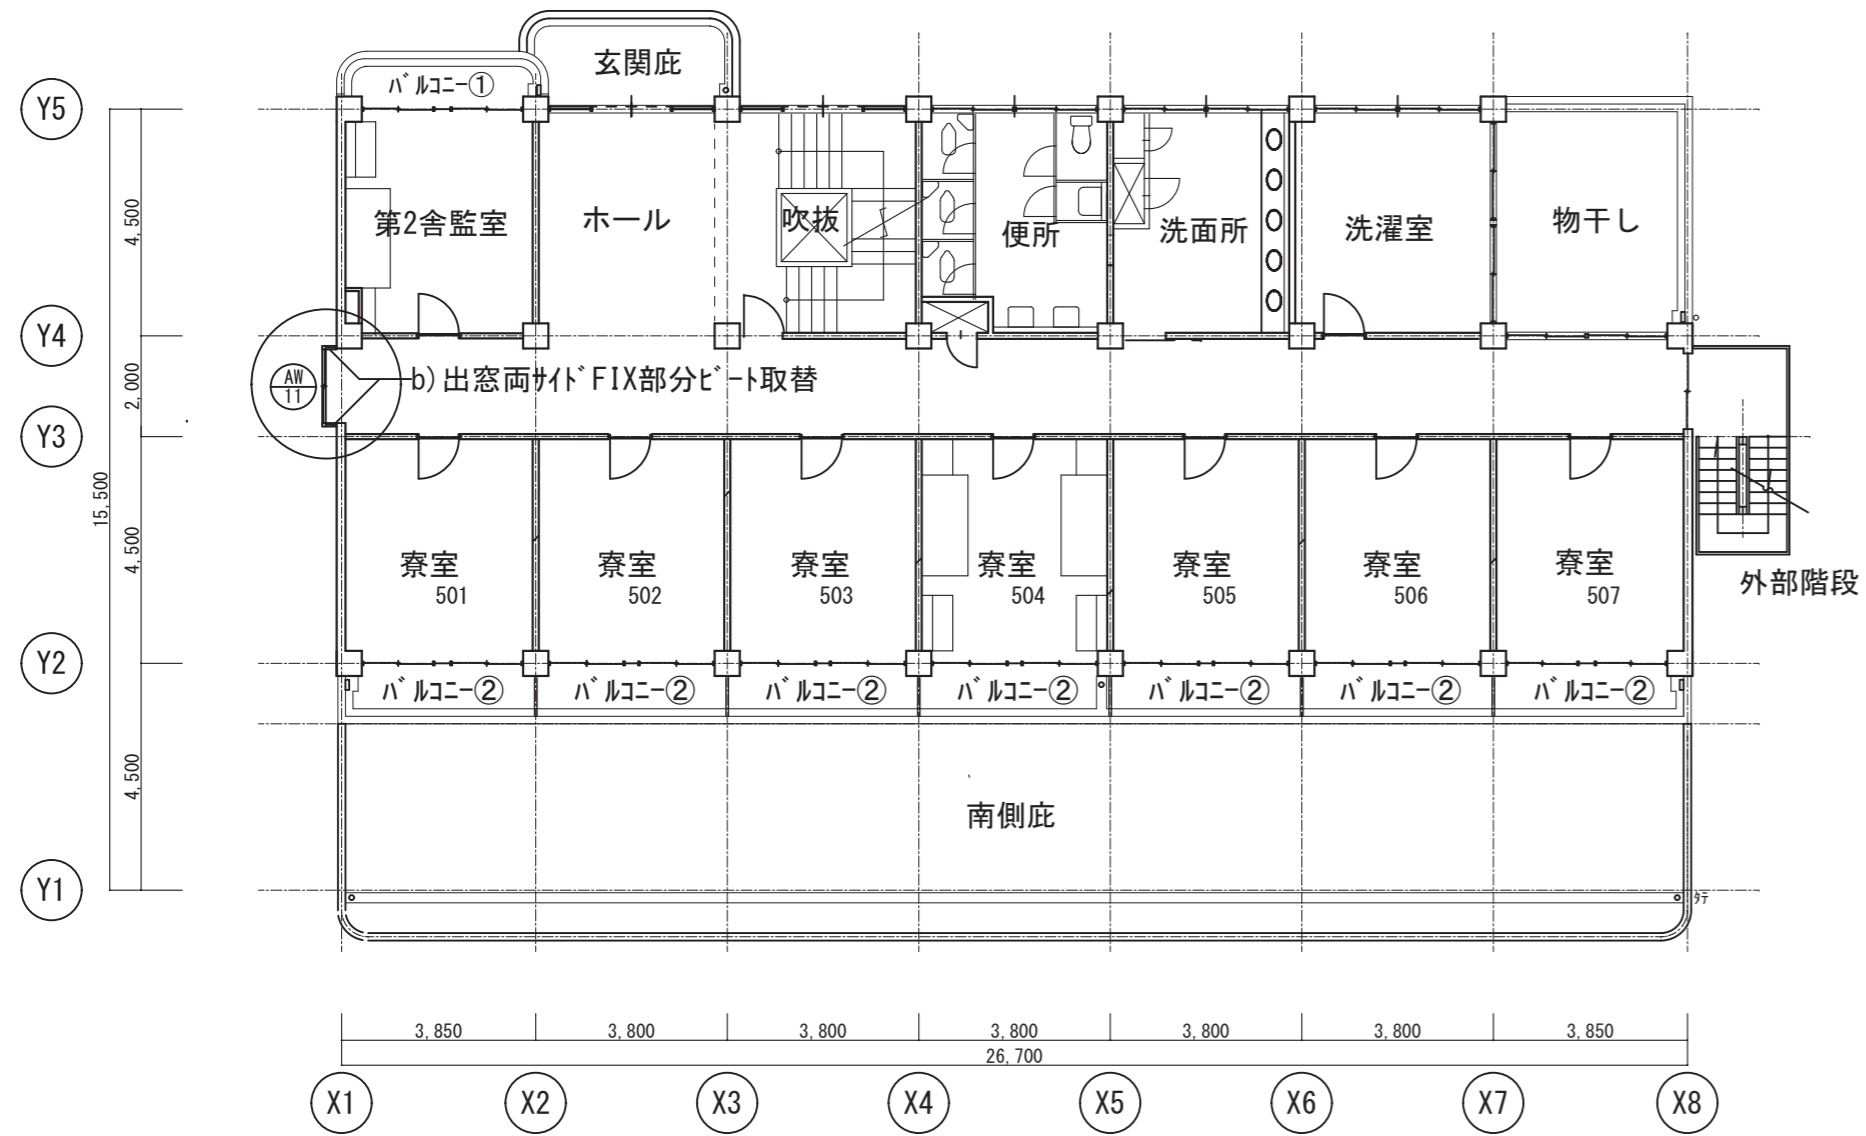 玄関庇
バルコニー①
Y5
第2舎監室
ホール
吹抜
便所
洗面所
洗濯室
物干し
4,500
Y4
AW
11
b)出窓両サイドFIX部分ビート取替
2,000
Y3
15,500
4,500
寮室
501
寮室
502
寮室
503
寮室
504
寮室
505
寮室
506
寮室
507
外部階段
Y2
バルコニー②
バルコニー②
バルコニー②
バルコニー②
バルコニー②
バルコニー②
バルコニー②
4,500
南側庇
Y1
タテ
3,850
3,800
3,800
3,800
3,800
3,800
3,850
26,700
X1
X2
X3
X4
X5
X6
X7
X8